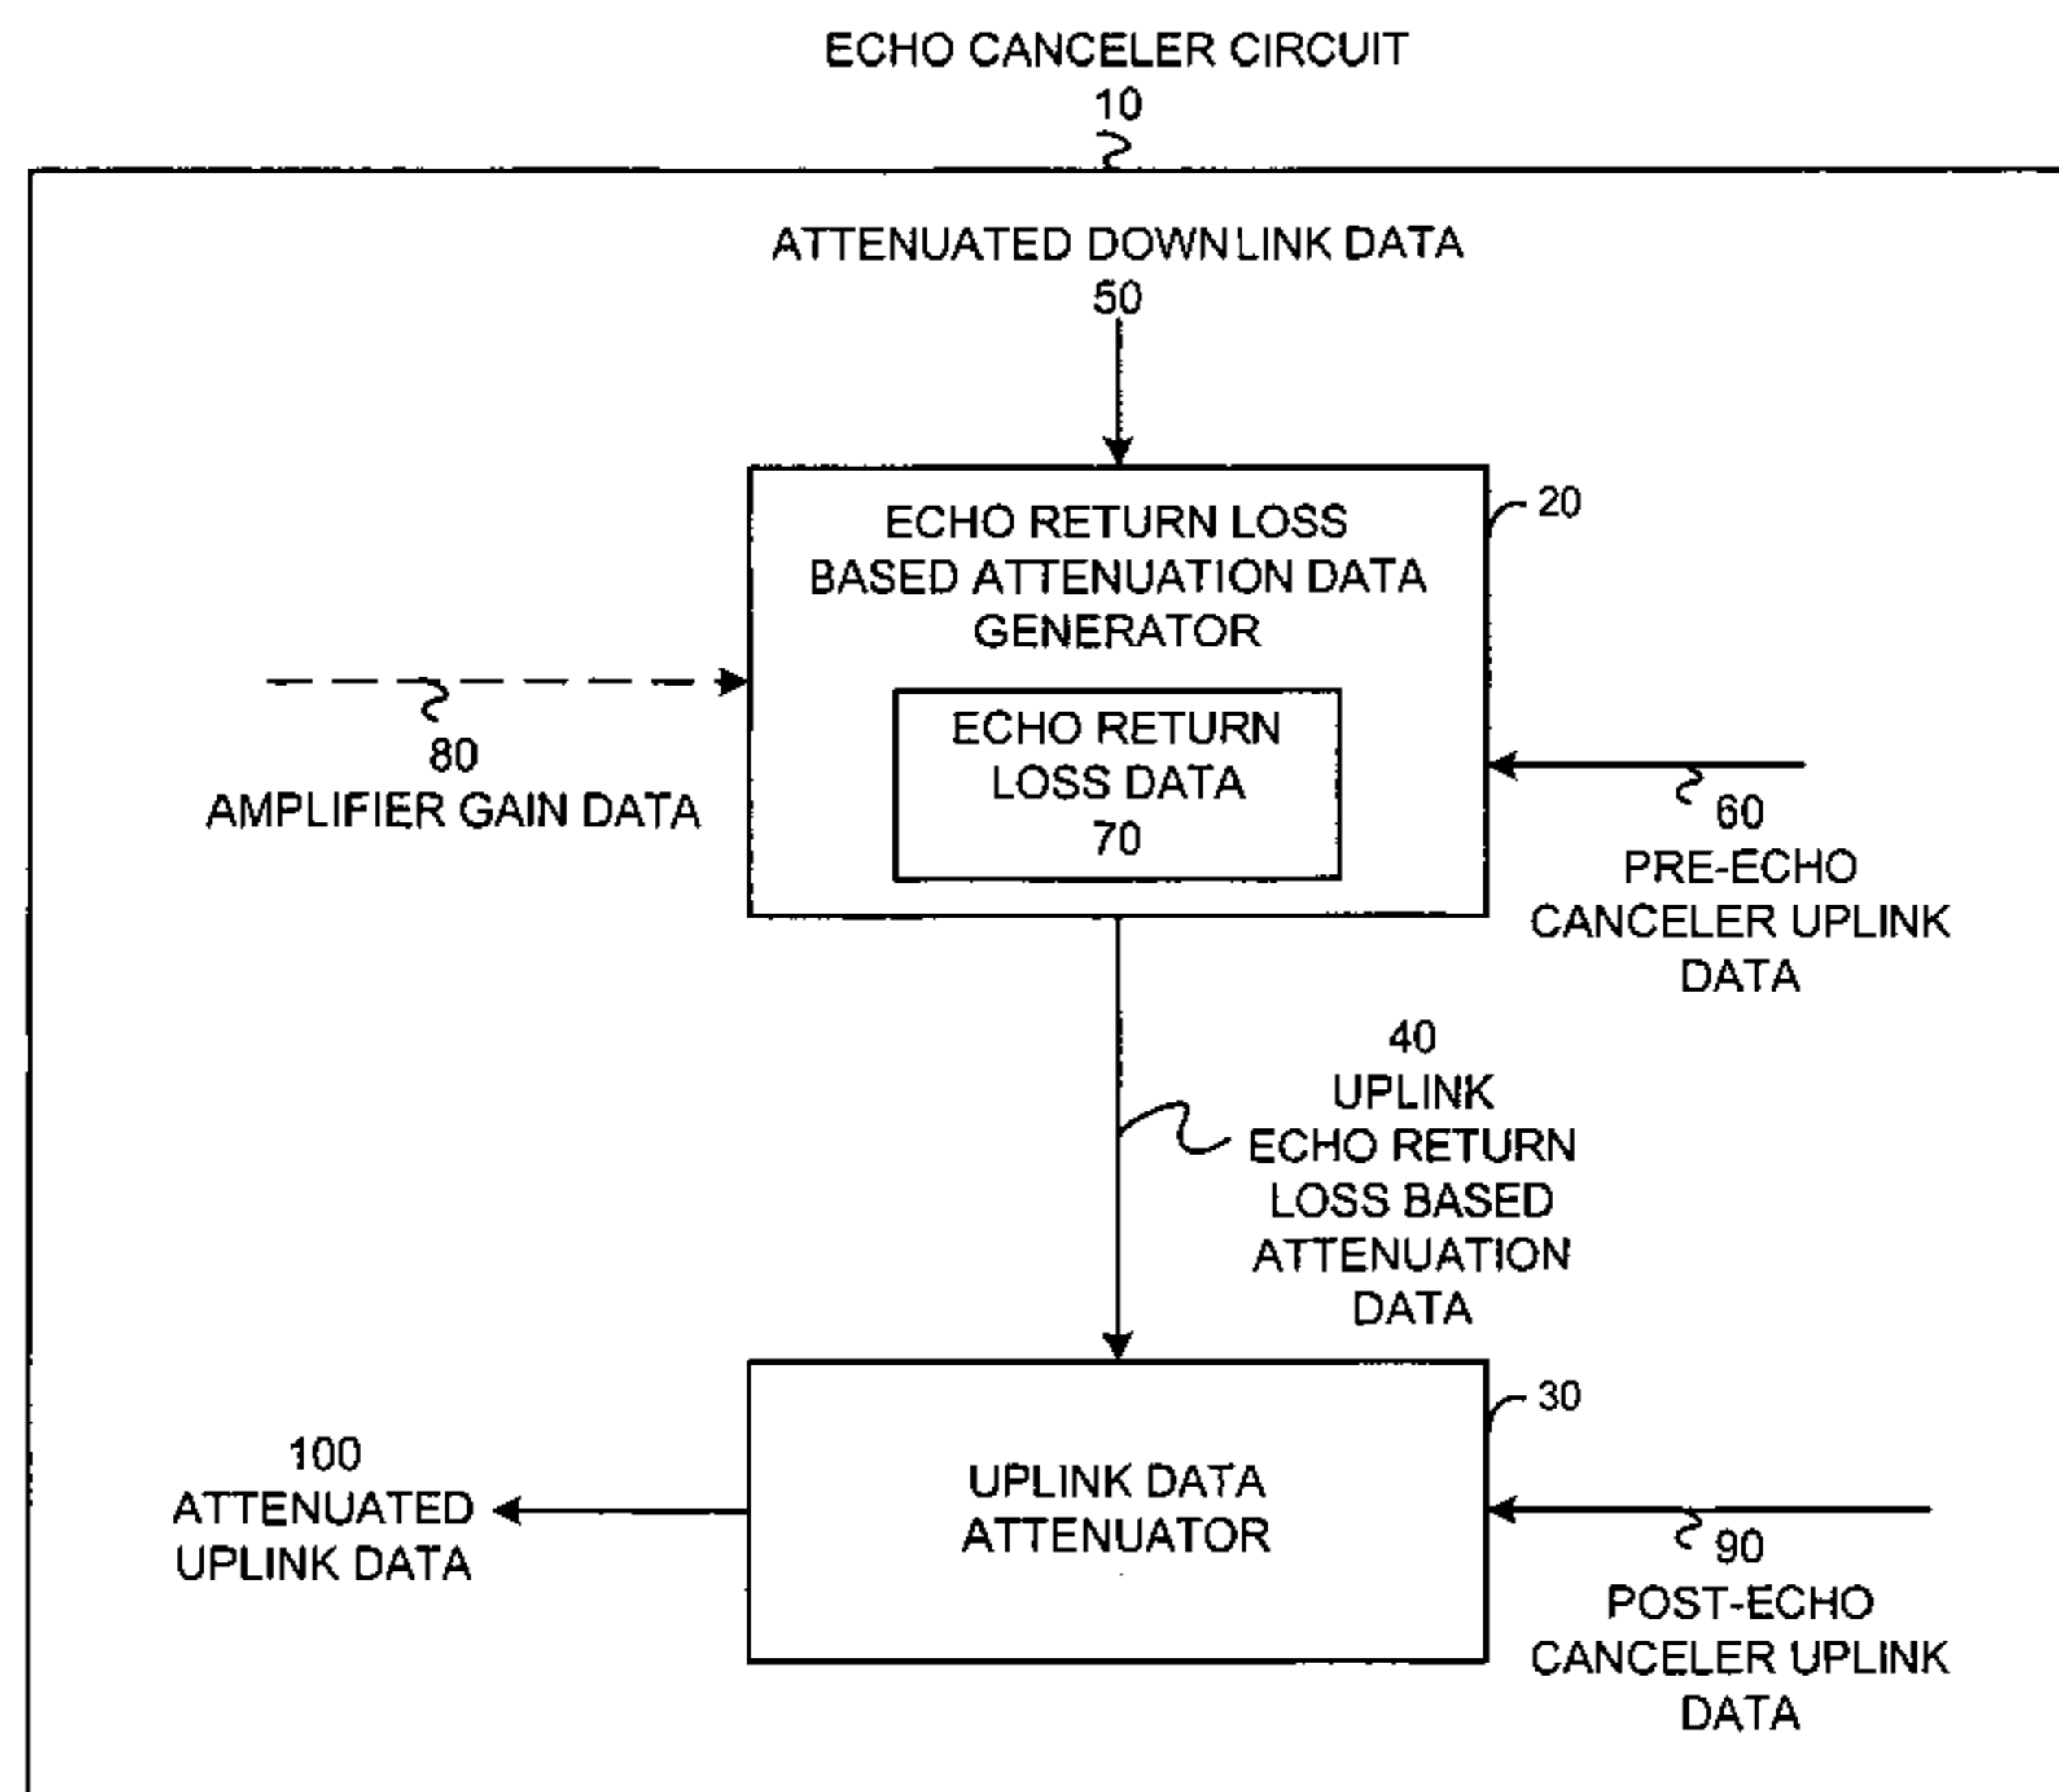 ECHO CANCELER CIRCUIT
10
ATTENUATED DOWNLINK DATA
50
ECHO RETURN LOSS
BASED ATTENUATION DATA
GENERATOR
20
ECHO RETURN
LOSS DATA
70
80
AMPLIFIER GAIN DATA
60
PRE-ECHO
CANCELER UPLINK
DATA
40
UPLINK
ECHO RETURN
LOSS BASED
ATTENUATION
DATA
30
100
ATTENUATED
UPLINK DATA
UPLINK DATA
ATTENUATOR
90
POST-ECHO
CANCELER UPLINK
DATA